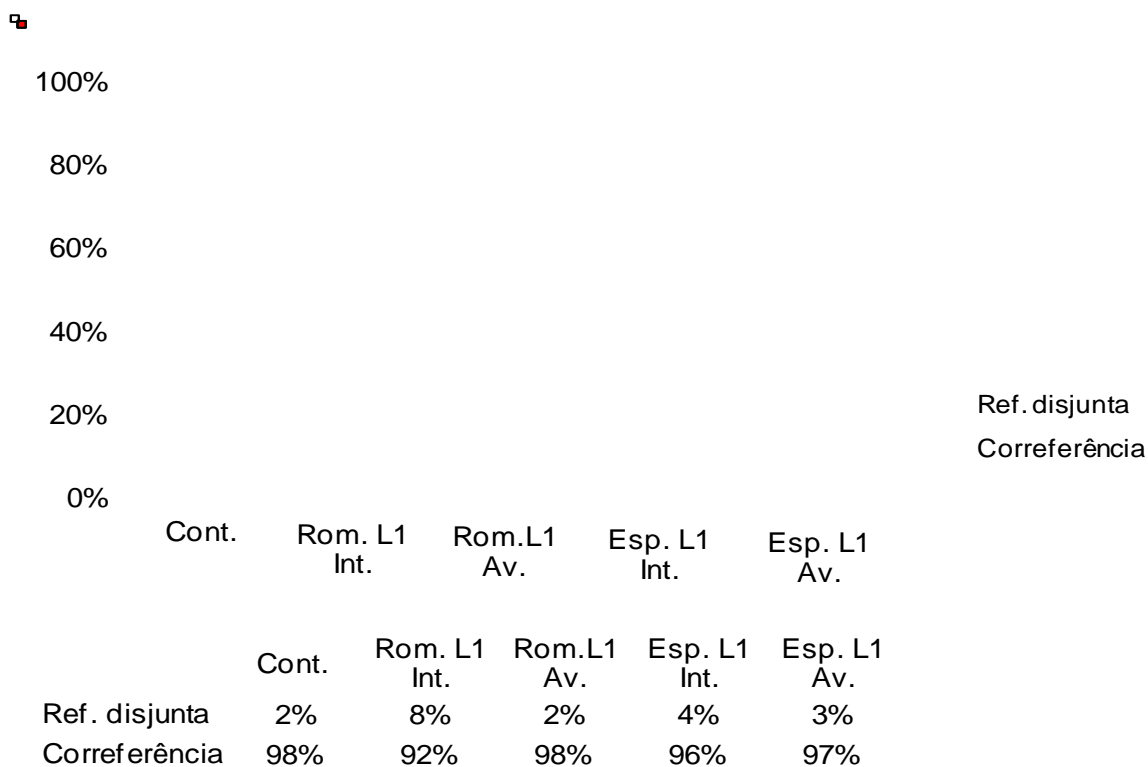 100%
80%
60%
40%
20%
0%
Ref. disjunta
Correferência
Cont. Rom. L1 Rom.L1 Esp. L1 Esp. L1
Int. Av. Int. Av.
Cont. Rom. L1 Rom.L1 Esp. L1 Esp. L1
Int. Av. Int. Av.
Ref. disjunta 2% 8% 2% 4% 3%
Correferência 98% 92% 98% 96% 97%